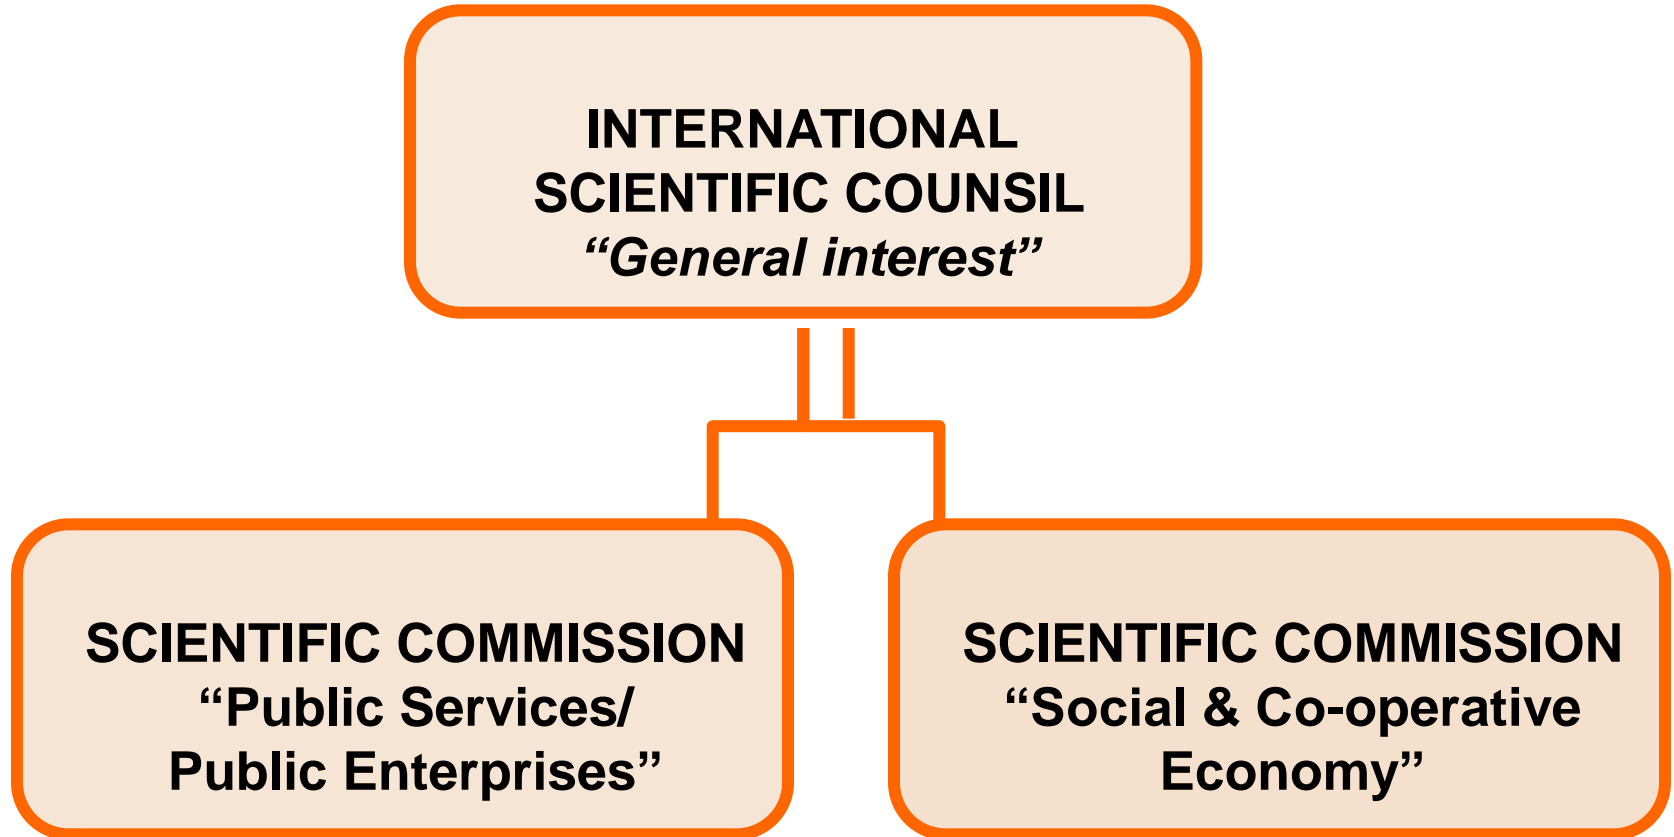 INTERNATIONAL
SCIENTIFIC COUNSIL
“General interest”
SCIENTIFIC COMMISSION
“Public Services/
Public Enterprises”
SCIENTIFIC COMMISSION
“Social & Co-operative
Economy”